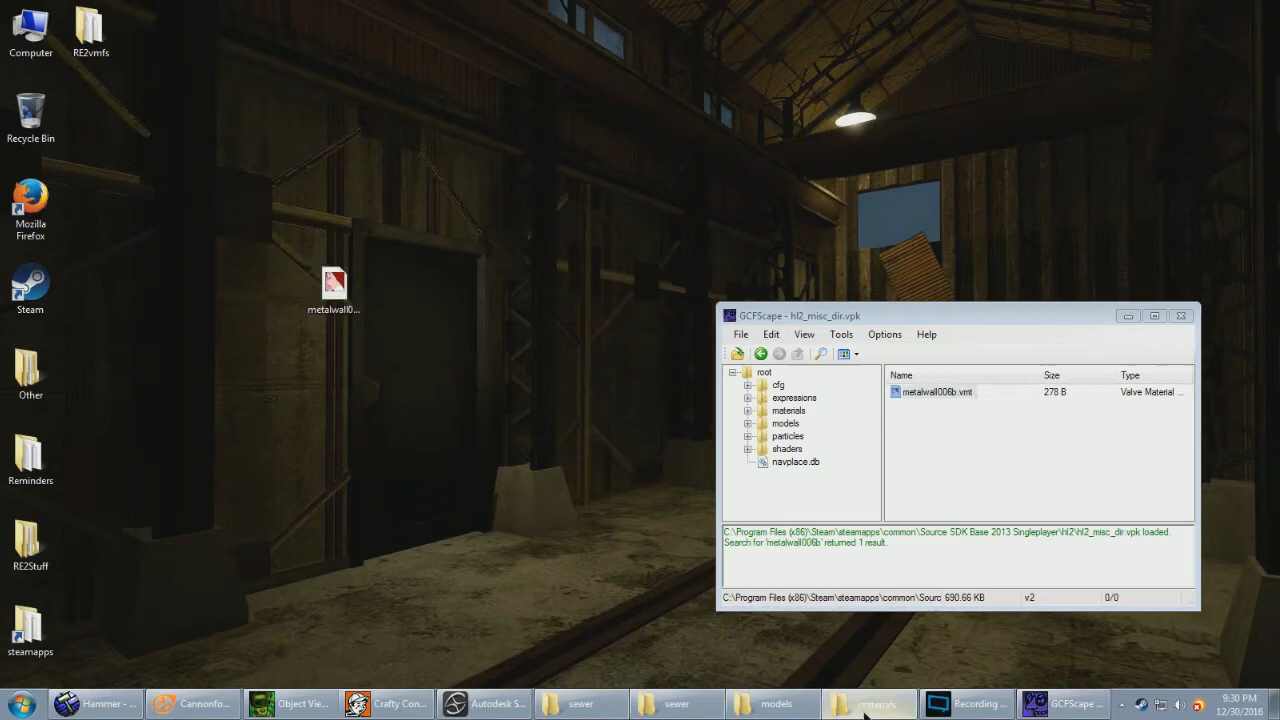 Computer
RE2vmfs
Recycle Bin
Mozilla
Firefox
Steam
Other
Reminders
RE2Stuff
steamapps
metalwall0...
GCFScape - hl2_misc_dir.vpk
File Edit View Tools Options Help
root
cfg
expressions
materials
models
particles
shaders
navplace.db
Name Size Type
metalwall006b.vmt 278 B Valve Material ...
C:\Program Files (x86)\Steam\steamapps\common\Source SDK Base 2013 Singleplayer\hl2\hl2_misc_dir.vpk loaded.
Search for 'metalwall006b' returned 1 result.
C:\Program Files (x86)\Steam\steamapps\common\Sourc 690.66 KB v2 0/0
Hammer - ... Cannonfo... Object Vie... Crafty Con... Autodesk S... sewer sewer models materials Recording ... GCFScape ...
9:30 PM
12/30/2016